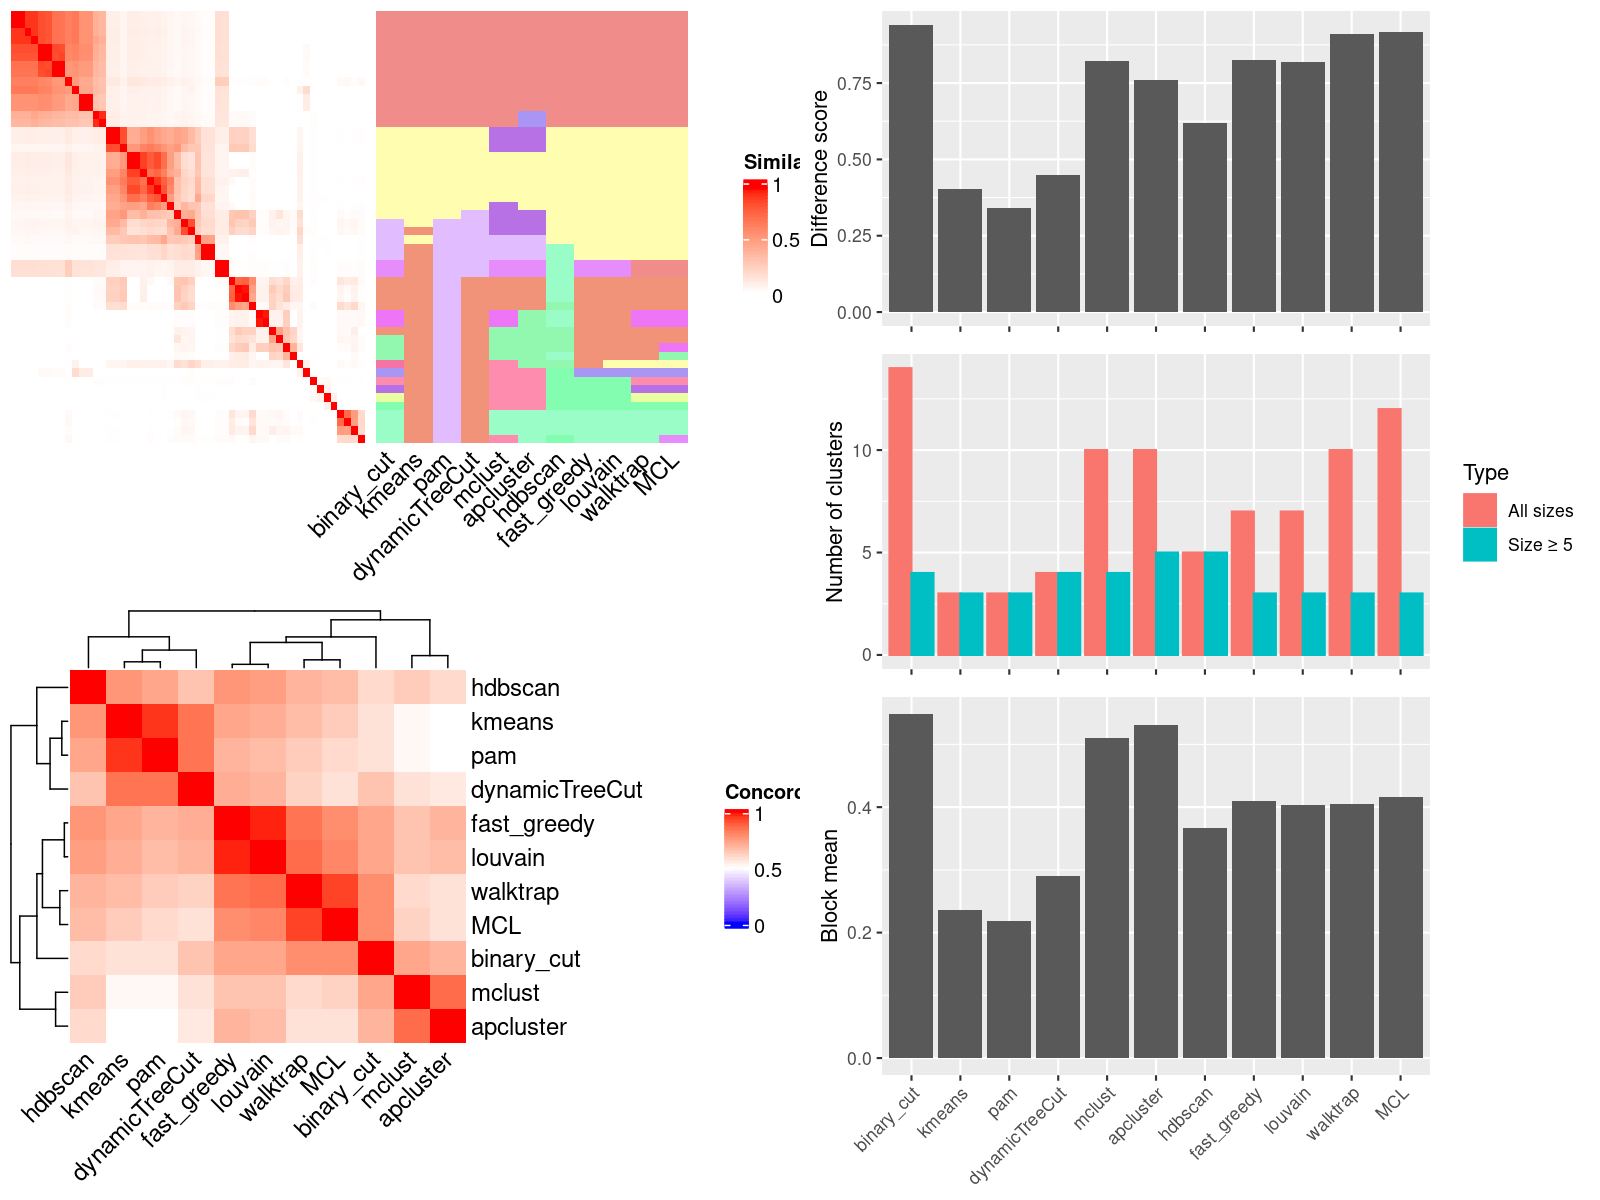 Simila
1
0.5
0
binary_cut
kmeans
pam
dynamicTreeCut
mclust
apcluster
hdbscan
fast_greedy
louvain
walktrap
MCL
hdbscan
kmeans
pam
dynamicTreeCut
fast_greedy
louvain
walktrap
MCL
binary_cut
mclust
apcluster
Concord
1
0.5
0
hdbscan
kmeans
pam
dynamicTreeCut
fast_greedy
louvain
walktrap
MCL
binary_cut
mclust
apcluster
Difference score
0.75
0.50
0.25
0.00
Number of clusters
10
5
0
Type
All sizes
Size ≥ 5
Block mean
0.4
0.2
0.0
binary_cut
kmeans
pam
dynamicTreeCut
mclust
apcluster
hdbscan
fast_greedy
louvain
walktrap
MCL